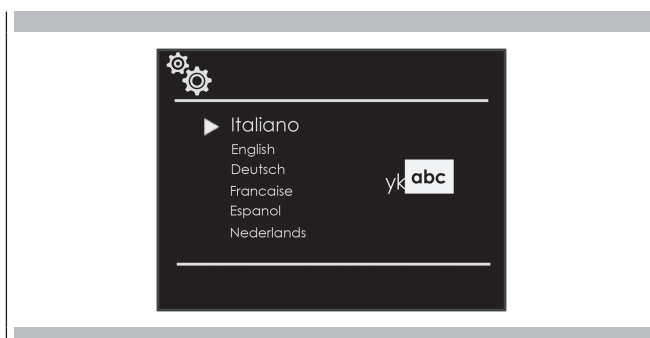 Italiano
English
Deutsch
Francaise
yk abc
Espanol
Nederlands